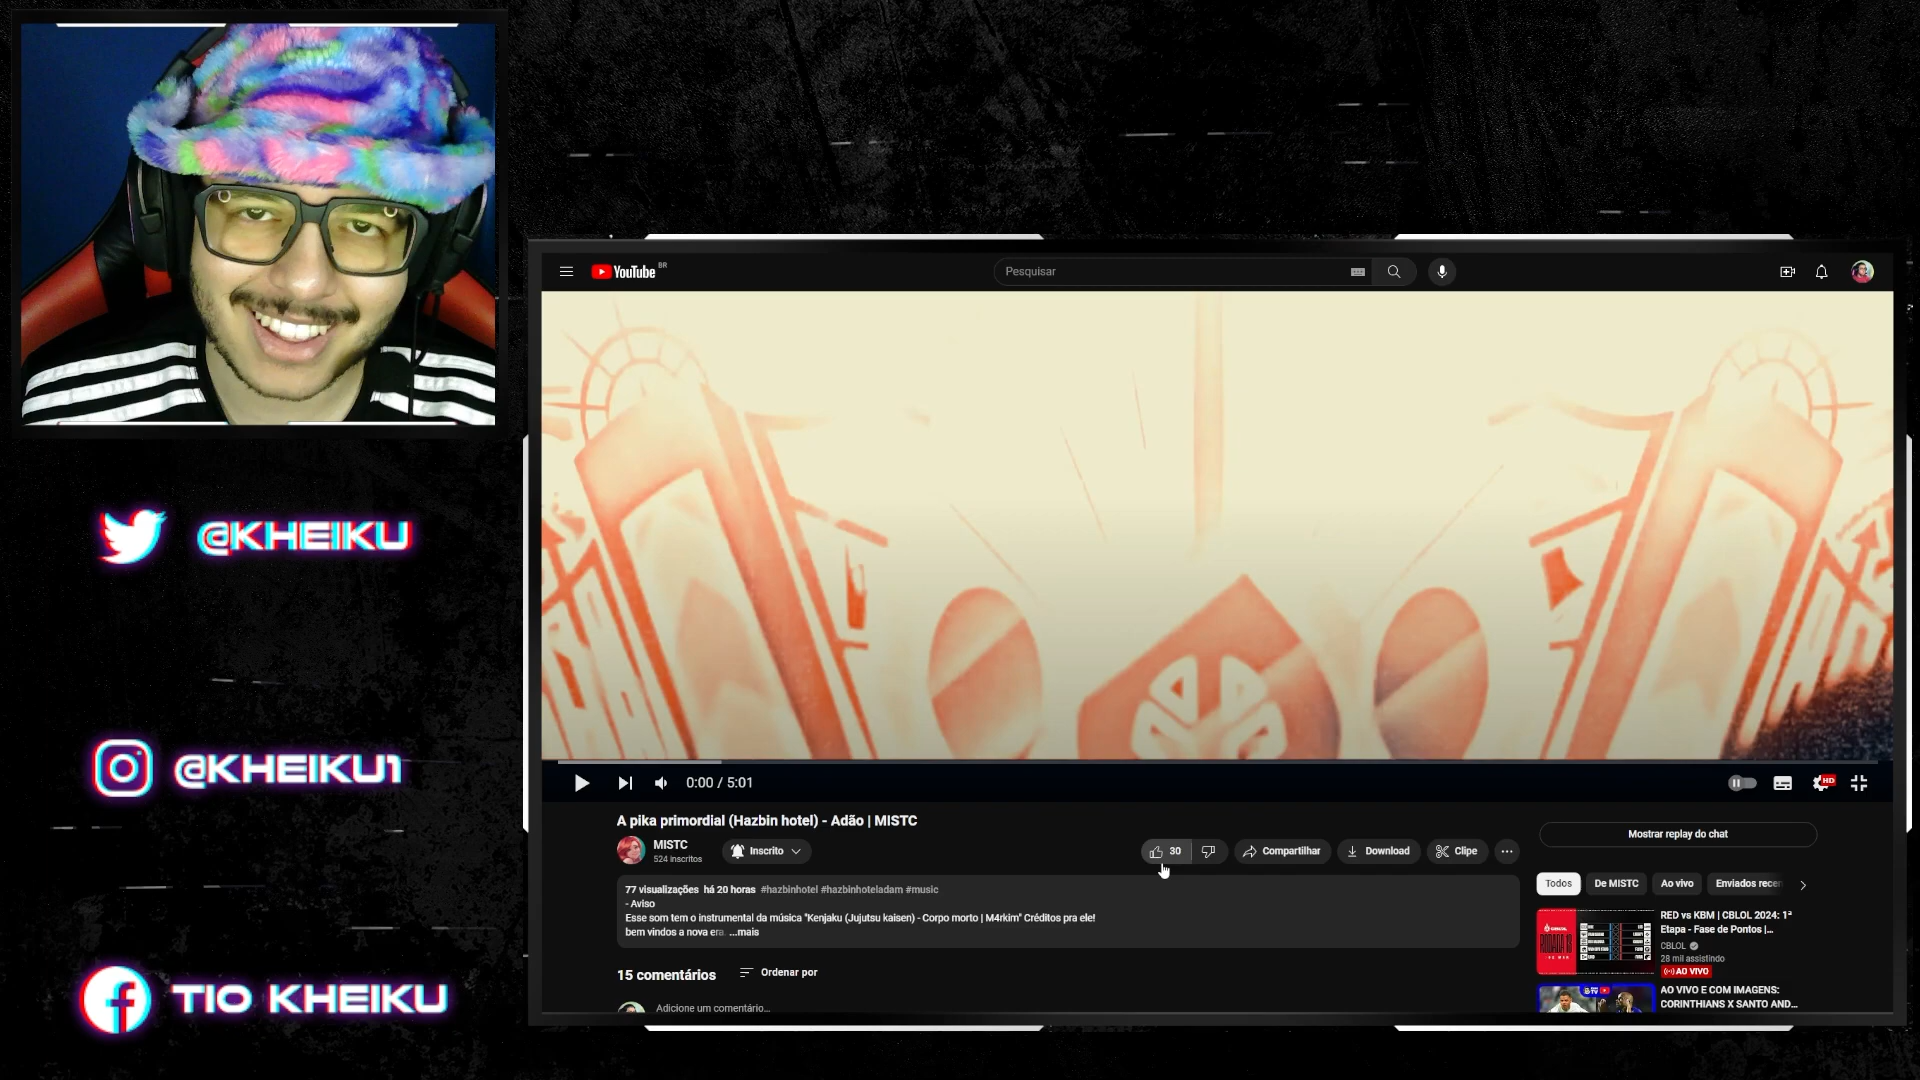 YouTube BR
Pesquisar
@KHEIKU
@KHEIKU1
TIO KHEIKU
0:00 / 5:01
HD
A pika primordial (Hazbin hotel) - Adão | MISTC
MISTC
524 inscritos
Inscrito
30
Compartilhar
Download
Clipe
77 visualizações há 20 horas #hazbinhotel #hazbinhoteladam #music
- Aviso
Esse som tem o instrumental da música "Kenjaku (Jujutsu kaisen) - Corpo morto | M4rkim" Créditos pra ele!
bem vindos a nova era. ...mais
15 comentários
Ordenar por
Adicione um comentário...
Mostrar replay do chat
Todos
De MISTC
Ao vivo
Enviados recen
RED vs KBM | CBLOL 2024: 1ª
Etapa - Fase de Pontos |...
CBLOL
28 mil assistindo
AO VIVO
AO VIVO E COM IMAGENS:
CORINTHIANS X SANTO AND...